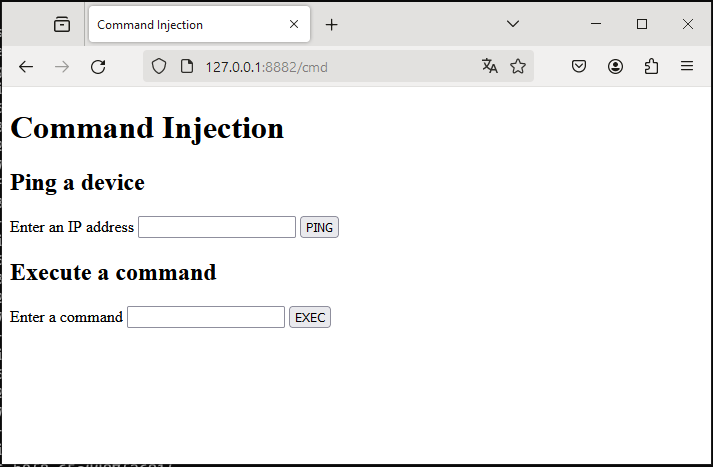 Command Injection
127.0.0.1:8882/cmd
Command Injection
Ping a device
Enter an IP address PING
Execute a command
Enter a command EXEC